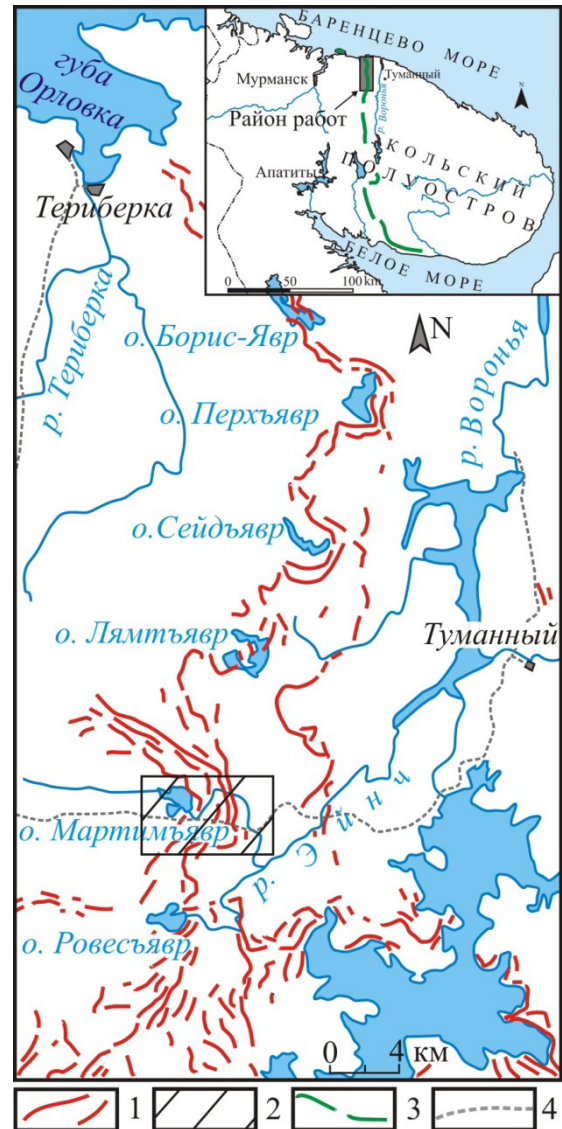 БАРЕНЦЕВО МОРЕ
N
Мурманск
Туманный
р. Воронья
Район работ
КОЛЬСКИЙ
ПОЛУОСТРОВ
Апатиты
БЕЛОЕ МОРЕ
0 50 100 km
губа
Орловка
Териберка
р. Териберка
N
о. Борис-Явр
р. Воронья
о. Перхъявр
о.Сейдъявр
о. Лямтъявр
Туманный
о. Мартимъявр
р. Эйнч
о. Ровесъявр
0 4 км
1 2 3 4